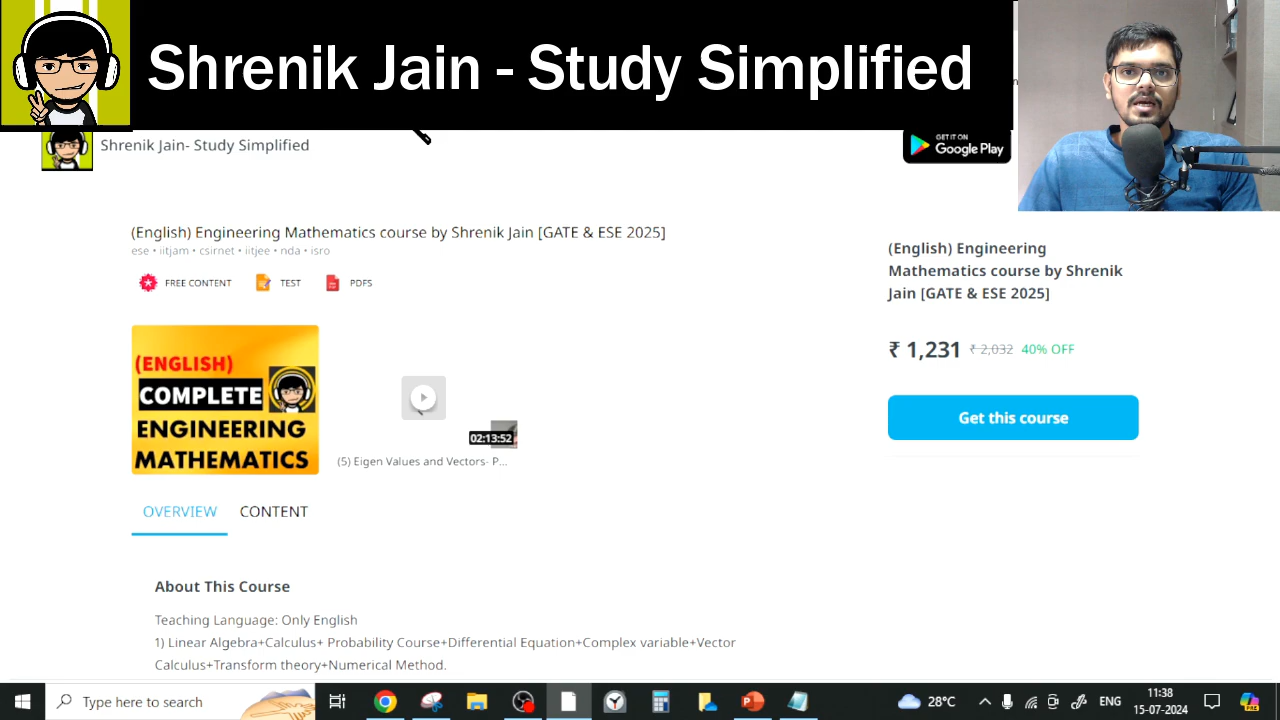 Shrenik Jain - Study Simplified
Shrenik Jain- Study Simplified
GET IT ON
Google Play
(English) Engineering Mathematics course by Shrenik Jain [GATE & ESE 2025]
ese • iitjam • csirnet • iitjee • nda • isro
FREE CONTENT TEST PDFS
(English) Engineering
Mathematics course by Shrenik
Jain [GATE & ESE 2025]
₹ 1,231 ₹ 2,032 40% OFF
Get this course
(ENGLISH)
COMPLETE
ENGINEERING
MATHEMATICS
02:13:52
(5) Eigen Values and Vectors- P...
OVERVIEW CONTENT
About This Course
Teaching Language: Only English
1) Linear Algebra+Calculus+ Probability Course+Differential Equation+Complex variable+Vector
Calculus+Transform theory+Numerical Method.
Type here to search
28°C
ENG
11:38
15-07-2024